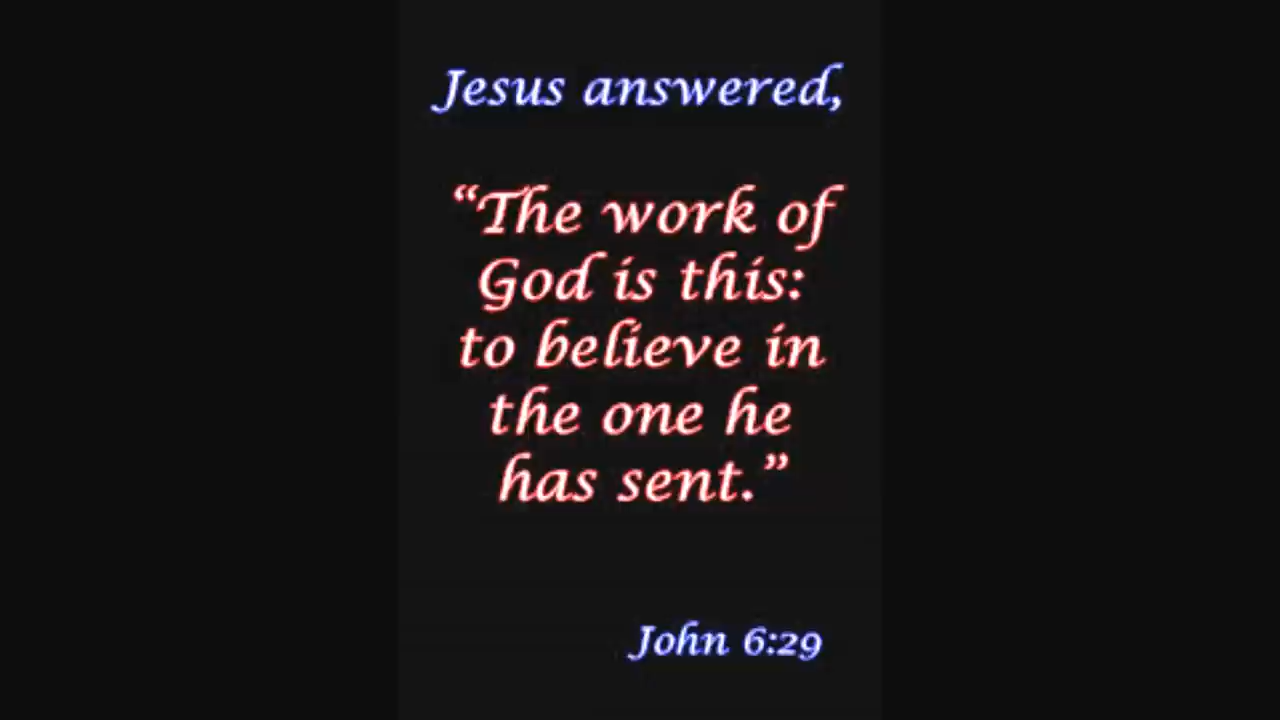 Jesus answered,
“The work of
God is this:
to believe in
the one he
has sent.”
John 6:29